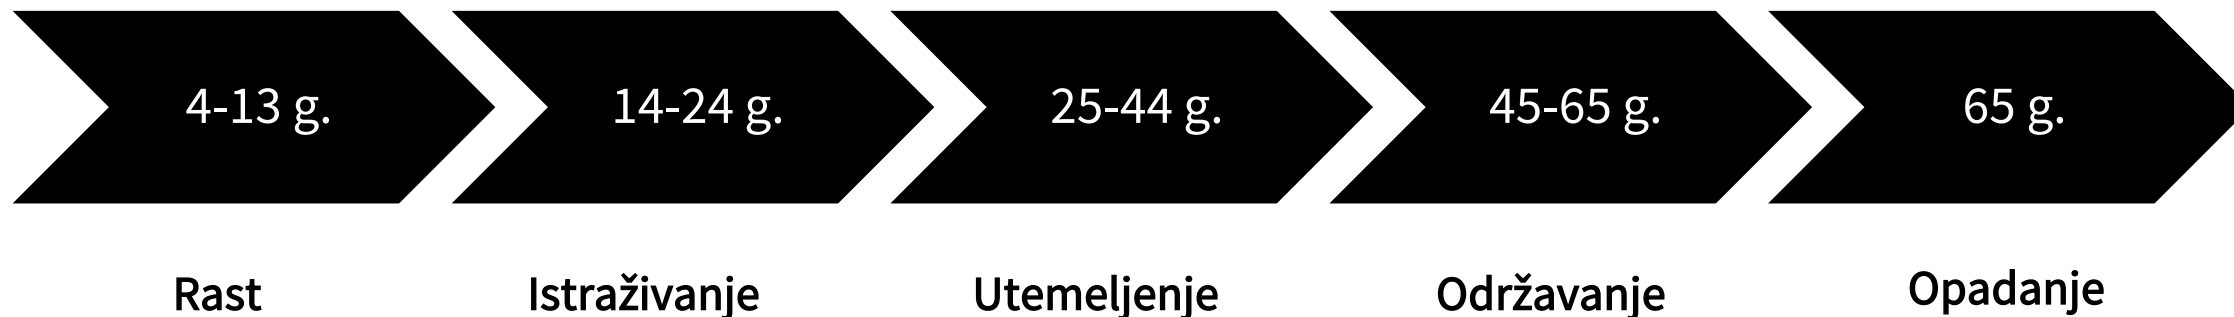 4-13 g. 14-24 g. 25-44 g. 45-65 g. 65 g.
Rast Istraživanje Utemeljenje Održavanje Opadanje